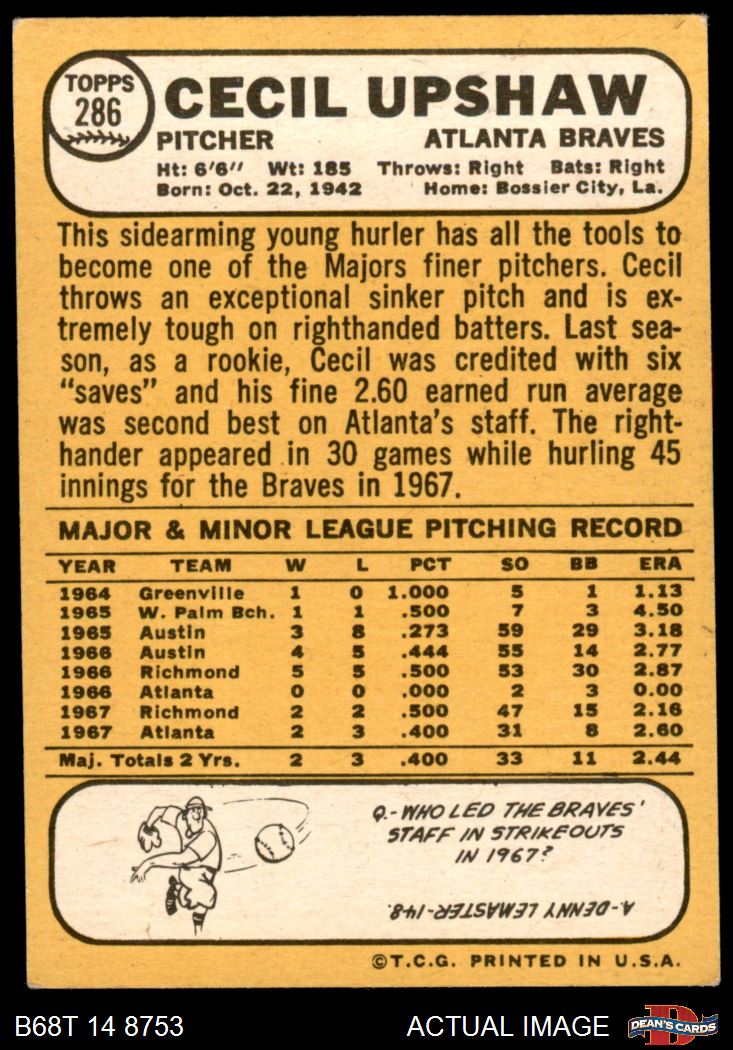 TOPPS
286
CECIL UPSHAW
PITCHER ATLANTA BRAVES
Ht: 6'6" Wt: 185 Throws: Right Bats: Right
Born: Oct. 22, 1942 Home: Bossier City, La.
This sidearming young hurler has all the tools to
become one of the Majors finer pitchers. Cecil
throws an exceptional sinker pitch and is ex-
tremely tough on righthanded batters. Last sea-
son, as a rookie, Cecil was credited with six
"saves" and his fine 2.60 earned run average
was second best on Atlanta's staff. The right-
hander appeared in 30 games while hurling 45
innings for the Braves in 1967.
MAJOR & MINOR LEAGUE PITCHING RECORD
YEAR TEAM W L PCT SO BB ERA
1964 Greenville 1 0 1.000 5 1 1.13
1965 W. Palm Bch. 1 1 .500 7 3 4.50
1965 Austin 3 8 .273 59 29 3.18
1966 Austin 4 5 .444 55 14 2.77
1966 Richmond 5 5 .500 53 30 2.87
1966 Atlanta 0 0 .000 2 3 0.00
1967 Richmond 2 2 .500 47 15 2.16
1967 Atlanta 2 3 .400 31 8 2.60
Maj. Totals 2 Yrs. 2 3 .400 33 11 2.44
Q.-WHO LED THE BRAVES'
STAFF IN STRIKEOUTS
IN 1967?
A.-DENNY LEMASTER-148.
©T.C.G. PRINTED IN U.S.A.
B68T 14 8753 ACTUAL IMAGE D DEAN'S CARDS